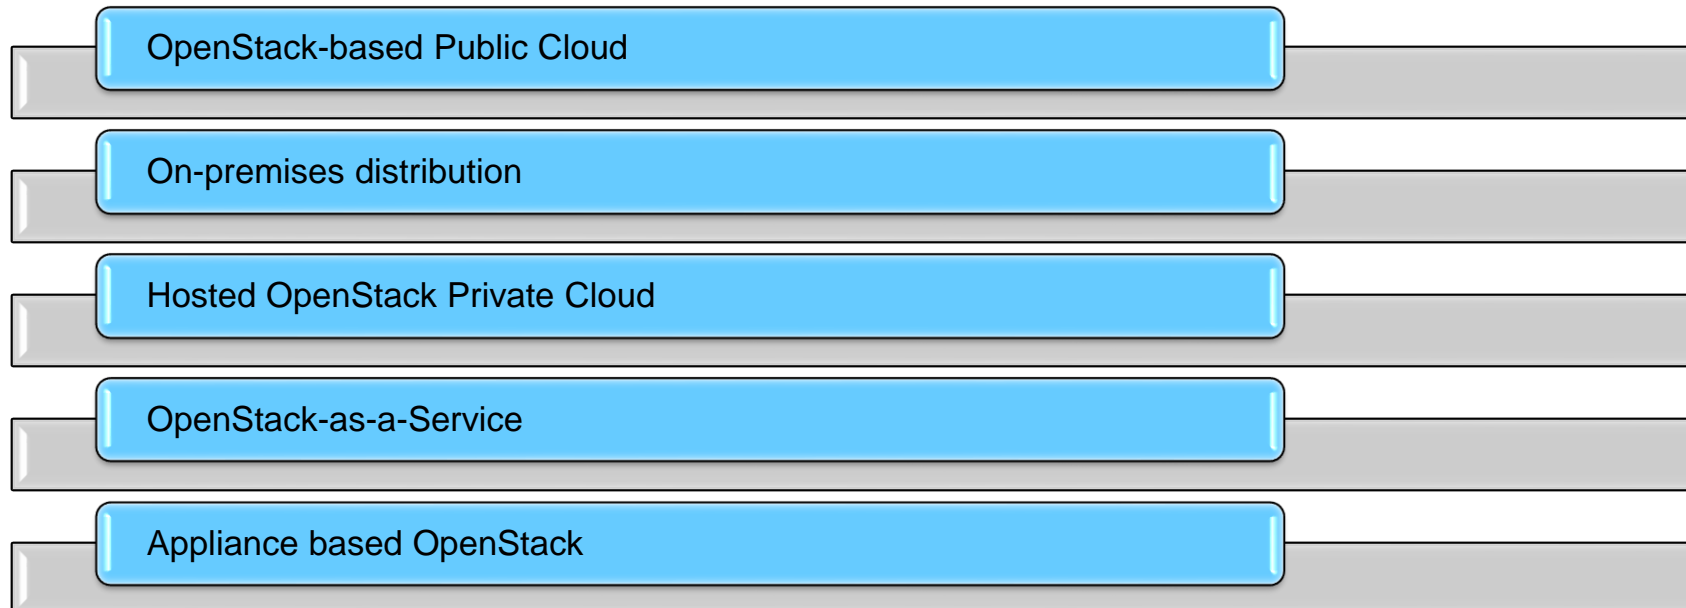 OpenStack-based Public Cloud
On-premises distribution
Hosted OpenStack Private Cloud
OpenStack-as-a-Service
Appliance based OpenStack